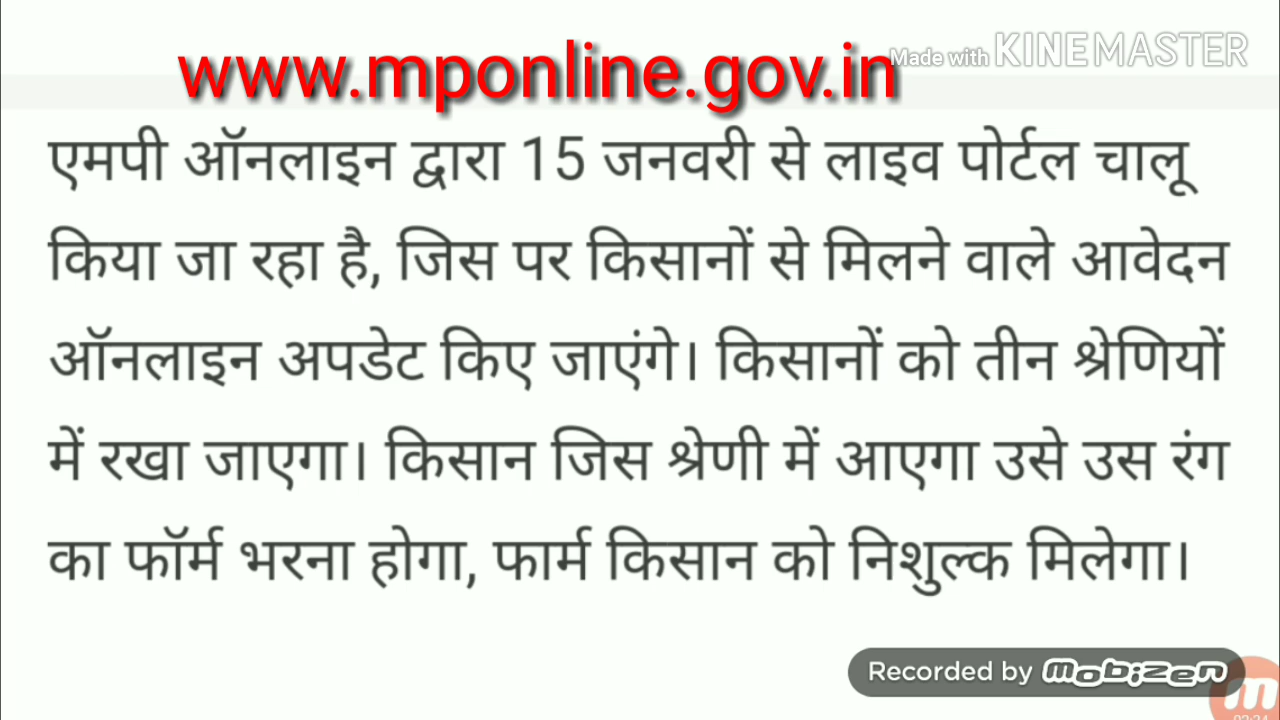 www.mponline.gov.in
Made with KINEMASTER
एमपी ऑनलाइन द्वारा 15 जनवरी से लाइव पोर्टल चालू
किया जा रहा है, जिस पर किसानों से मिलने वाले आवेदन
ऑनलाइन अपडेट किए जाएंगे। किसानों को तीन श्रेणियों
में रखा जाएगा। किसान जिस श्रेणी में आएगा उसे उस रंग
का फॉर्म भरना होगा, फार्म किसान को निशुल्क मिलेगा।
Recorded by mobizen